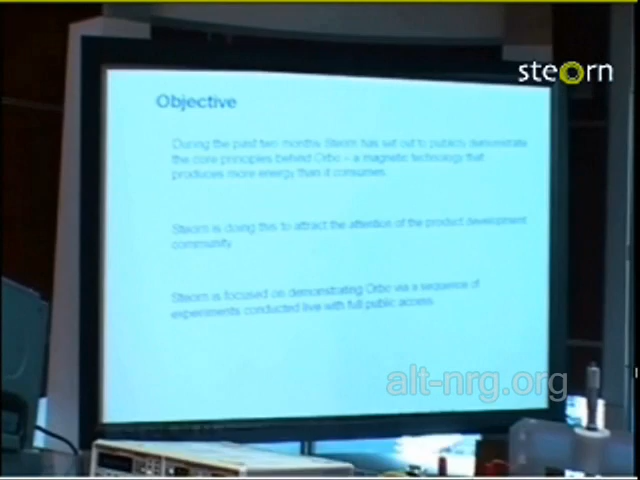 steorn
Objective
During the past two months Steorn has set out to publicly demonstrate
the core principles behind Orbo – a magnetic technology that
produces more energy than it consumes.
Steorn is doing this to attract the attention of the product development
community.
Steorn is focused on demonstrating Orbo via a sequence of
experiments conducted live with full public access.
alt-nrg.org